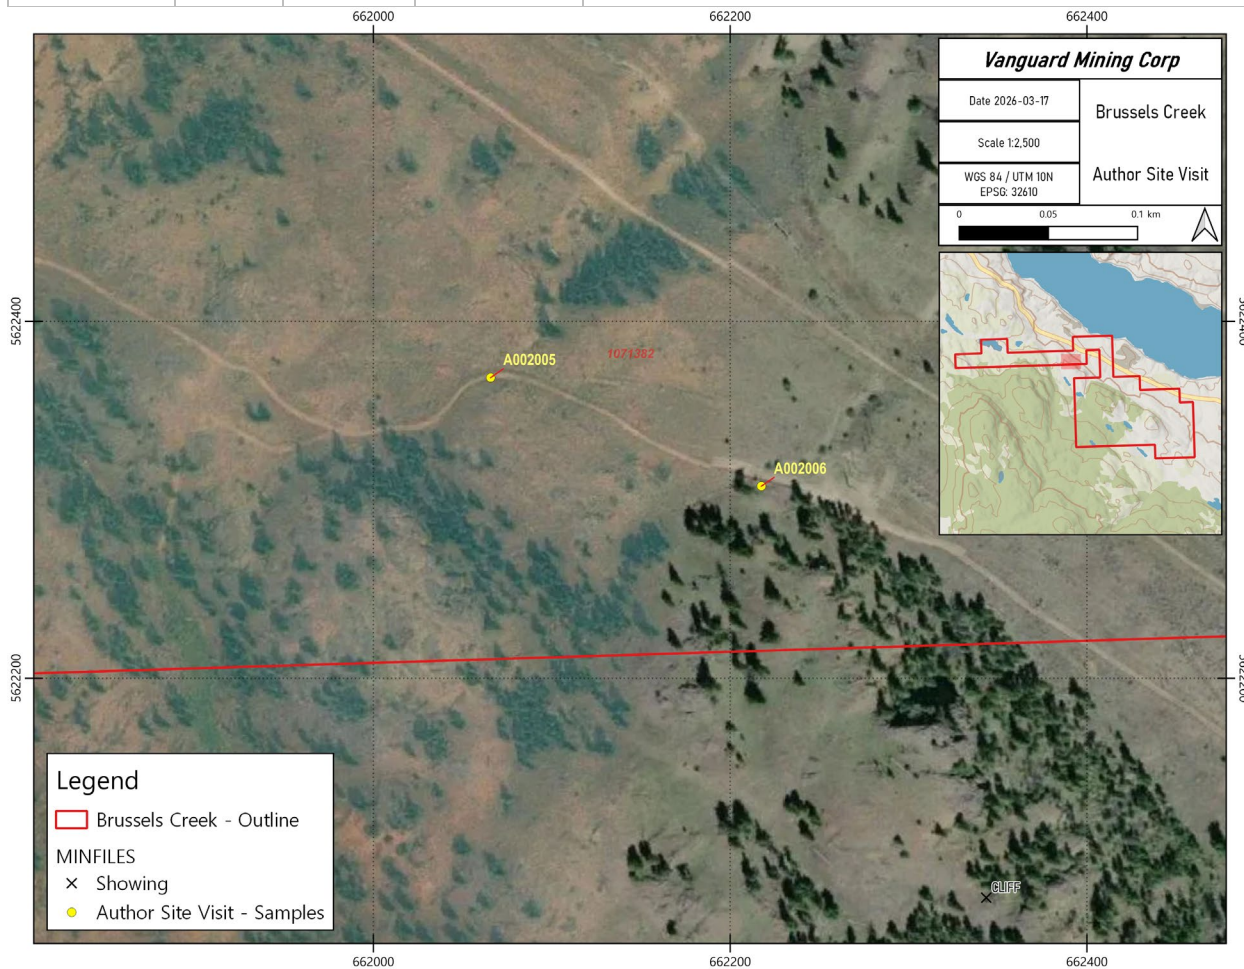 662000
662200
662400
Vanguard Mining Corp
Date 2026-03-17
Brussels Creek
Scale 1:2,500
Author Site Visit
WGS 84 / UTM 10N
EPSG: 32610
0
0.05
0.1 km
5622400
5622400
1071382
A002005
A002006
5622200
5622200
Legend
Brussels Creek - Outline
MINFILES
Showing
Author Site Visit - Samples
CLIFF
662000
662200
662400